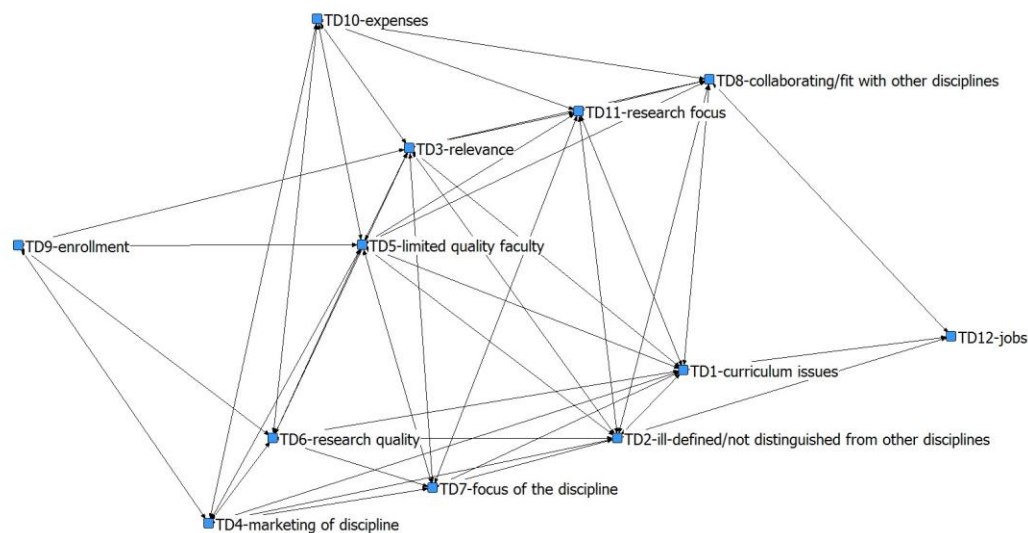 TD10-expenses
TD8-collaborating/fit with other disciplines
TD11-research focus
TD3-relevance
TD9-enrollment
TD5-limited quality faculty
TD12-jobs
TD1-curriculum issues
TD6-research quality
TD2-ill-defined/not distinguished from other disciplines
TD7-focus of the discipline
TD4-marketing of discipline